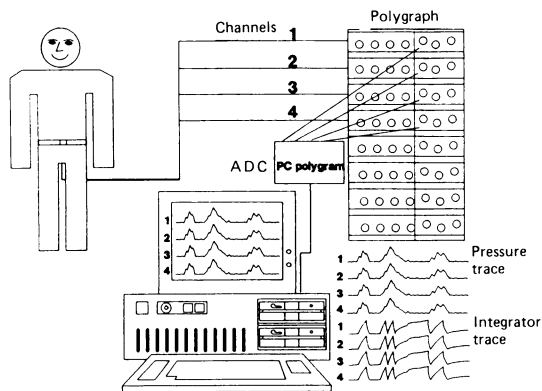 Polygraph
Channels
1
2
3
4
ADC
PC polygram
1
2
3
4
1
2
3
4
Pressure
trace
1
2
3
4
Integrator
trace